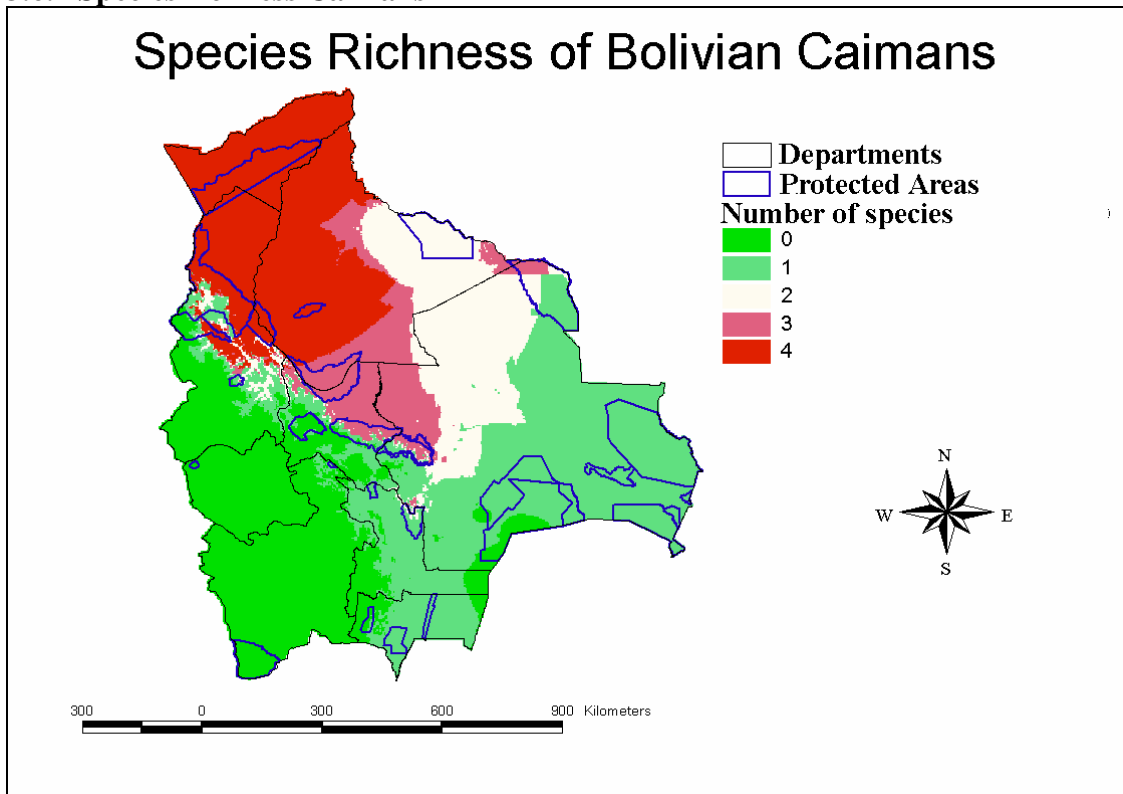 Species Richness of Bolivian Caimans
Departments
Protected Areas
Number of species
0
1
2
3
4
N
W E
S
300 0 300 600 900 Kilometers